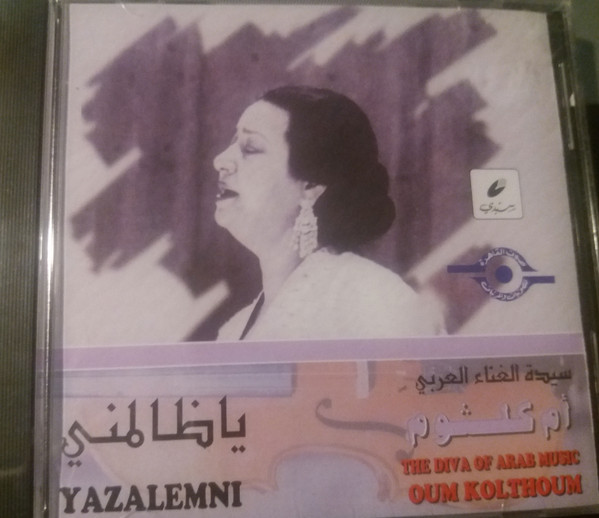 سيدة الغناء العربي
أم كلثوم
يا ظالمني
THE DIVA OF ARAB MUSIC
OUM KOLTHOUM
YAZALEMNI